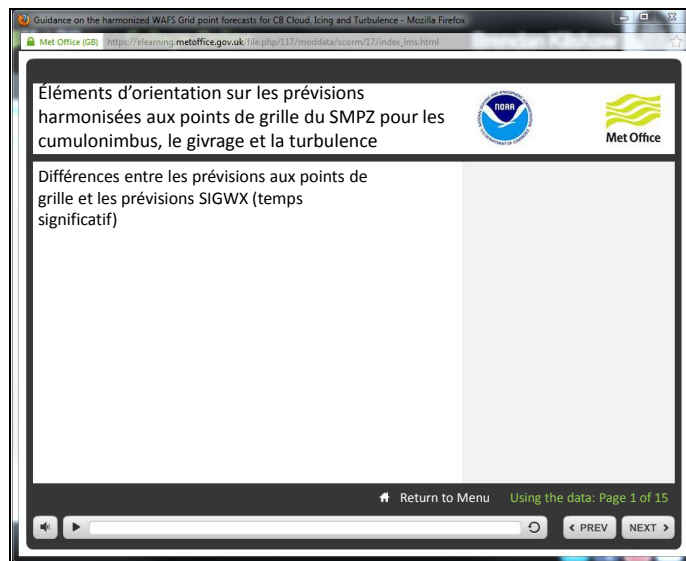 Guidance on the harmonized WAFS Grid point forecasts for CB Cloud, Icing and Turbulence - Mozilla Firefox
Met Office (GB) https://elearning.metoffice.gov.uk/file.php/117/moddata/scorm/17/index_lms.html
Éléments d’orientation sur les prévisions
harmonisées aux points de grille du SMPZ pour les
cumulonimbus, le givrage et la turbulence
NOAA
Met Office
Différences entre les prévisions aux points de
grille et les prévisions SIGWX (temps
significatif)
Return to Menu Using the data: Page 1 of 15
PREV NEXT